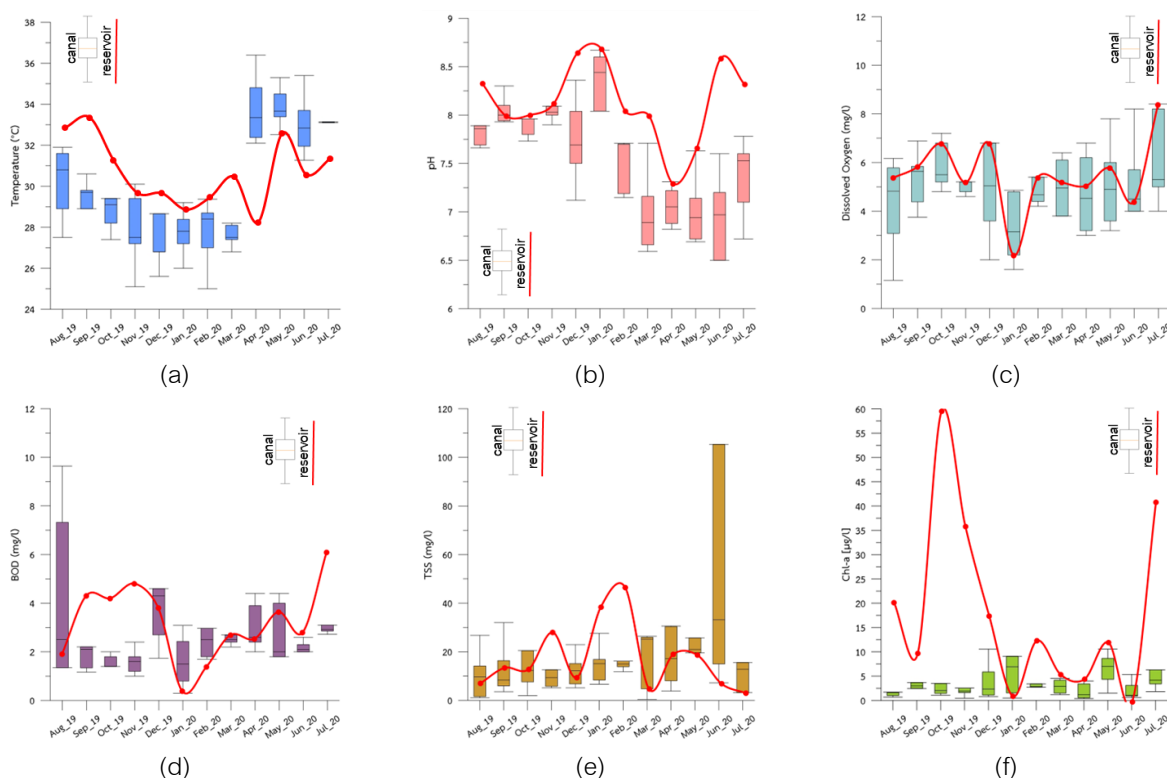 38
36
34
32
30
28
26
24
Temperature (°C)
canal
reservoir
Aug_19
Sep_19
Oct_19
Nov_19
Dec_19
Jan_20
Feb_20
Mar_20
Apr_20
May_20
Jun_20
Jul_20
(a)
9
8.5
8
7.5
7
6.5
6
pH
canal
reservoir
Aug_19
Sep_19
Oct_19
Nov_19
Dec_19
Jan_20
Feb_20
Mar_20
Apr_20
May_20
Jun_20
Jul_20
(b)
12
10
8
6
4
2
0
Dissolved Oxygen (mg/l)
canal
reservoir
Aug_19
Sep_19
Oct_19
Nov_19
Dec_19
Jan_20
Feb_20
Mar_20
Apr_20
May_20
Jun_20
Jul_20
(c)
12
10
8
6
4
2
0
BOD (mg/l)
canal
reservoir
Aug_19
Sep_19
Oct_19
Nov_19
Dec_19
Jan_20
Feb_20
Mar_20
Apr_20
May_20
Jun_20
Jul_20
(d)
120
100
80
60
40
20
0
TSS (mg/l)
canal
reservoir
Aug_19
Sep_19
Oct_19
Nov_19
Dec_19
Jan_20
Feb_20
Mar_20
Apr_20
May_20
Jun_20
Jul_20
(e)
60
55
50
45
40
35
30
25
20
15
10
5
0
Chl-a [µg/l]
canal
reservoir
Aug_19
Sep_19
Oct_19
Nov_19
Dec_19
Jan_20
Feb_20
Mar_20
Apr_20
May_20
Jun_20
Jul_20
(f)